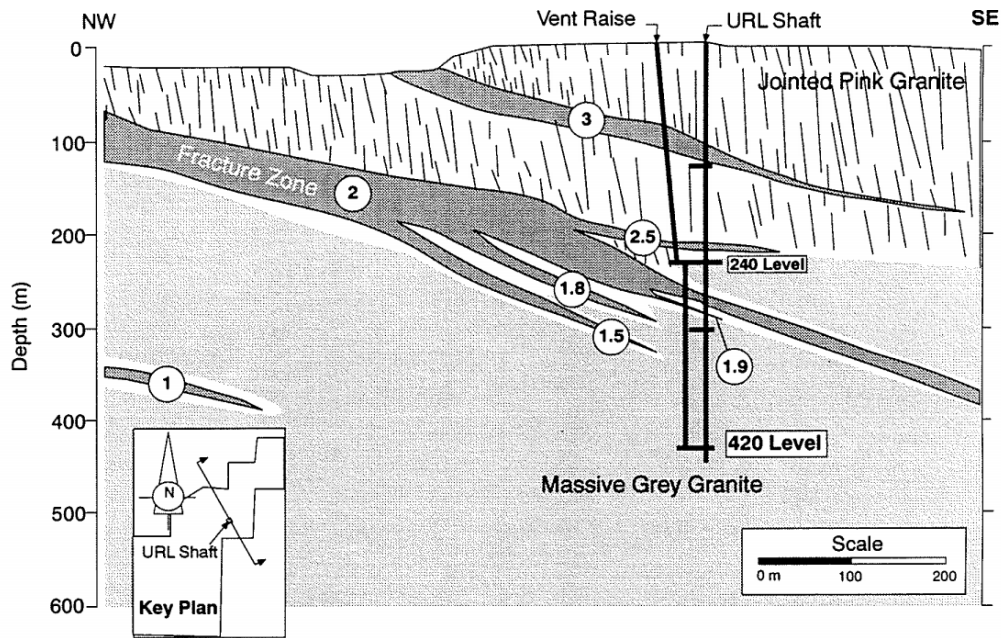 NW
Vent Raise
URL Shaft
SE
Jointed Pink Granite
Fracture Zone
3
2
2.5
240 Level
1.8
1.5
1.9
1
420 Level
Massive Grey Granite
Depth (m)
0
100
200
300
400
500
600
N
URL Shaft
Key Plan
Scale
0 m 100 200